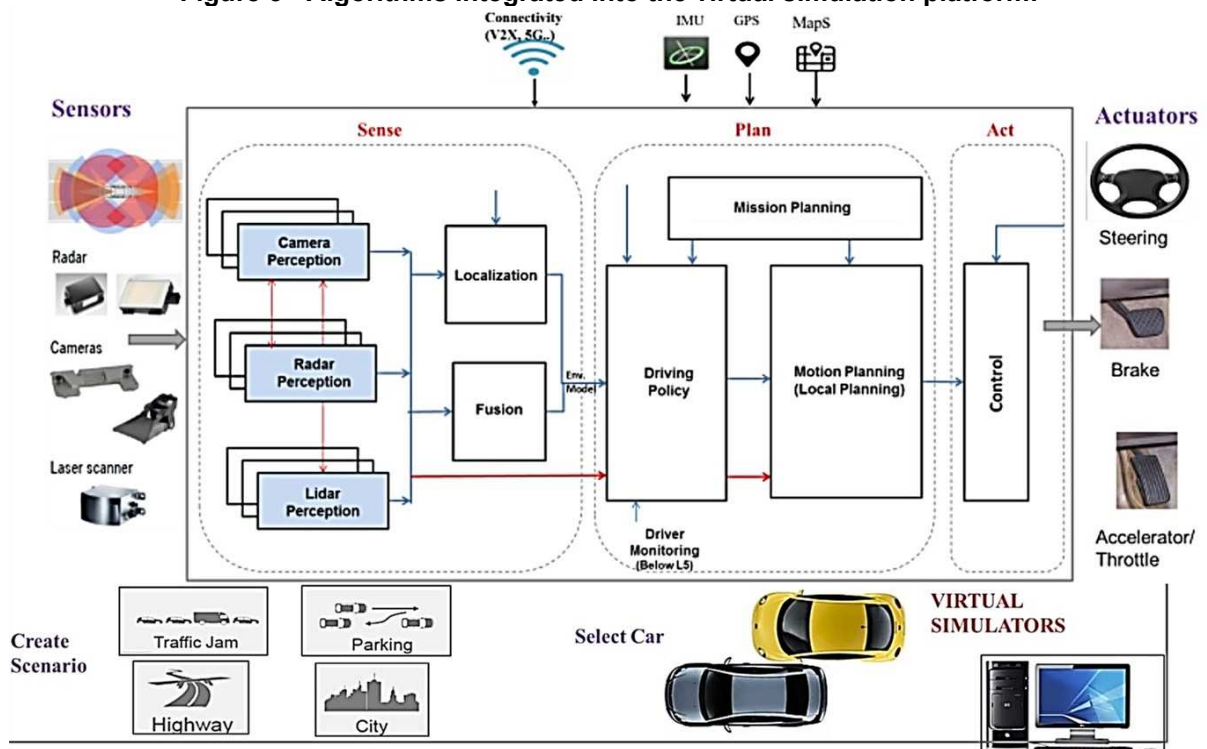 Connectivity
(V2X, 5G..)
IMU
GPS
MapS
Sensors
Sense
Plan
Act
Actuators
Mission Planning
Camera
Perception
Localization
Steering
Radar
Radar
Perception
Cameras
Env.
Model
Driving
Policy
Motion Planning
(Local Planning)
Control
Brake
Fusion
Laser scanner
Lidar
Perception
Driver
Monitoring
(Below L5)
Accelerator/
Throttle
Create
Scenario
Traffic Jam
Parking
Highway
City
Select Car
VIRTUAL
SIMULATORS